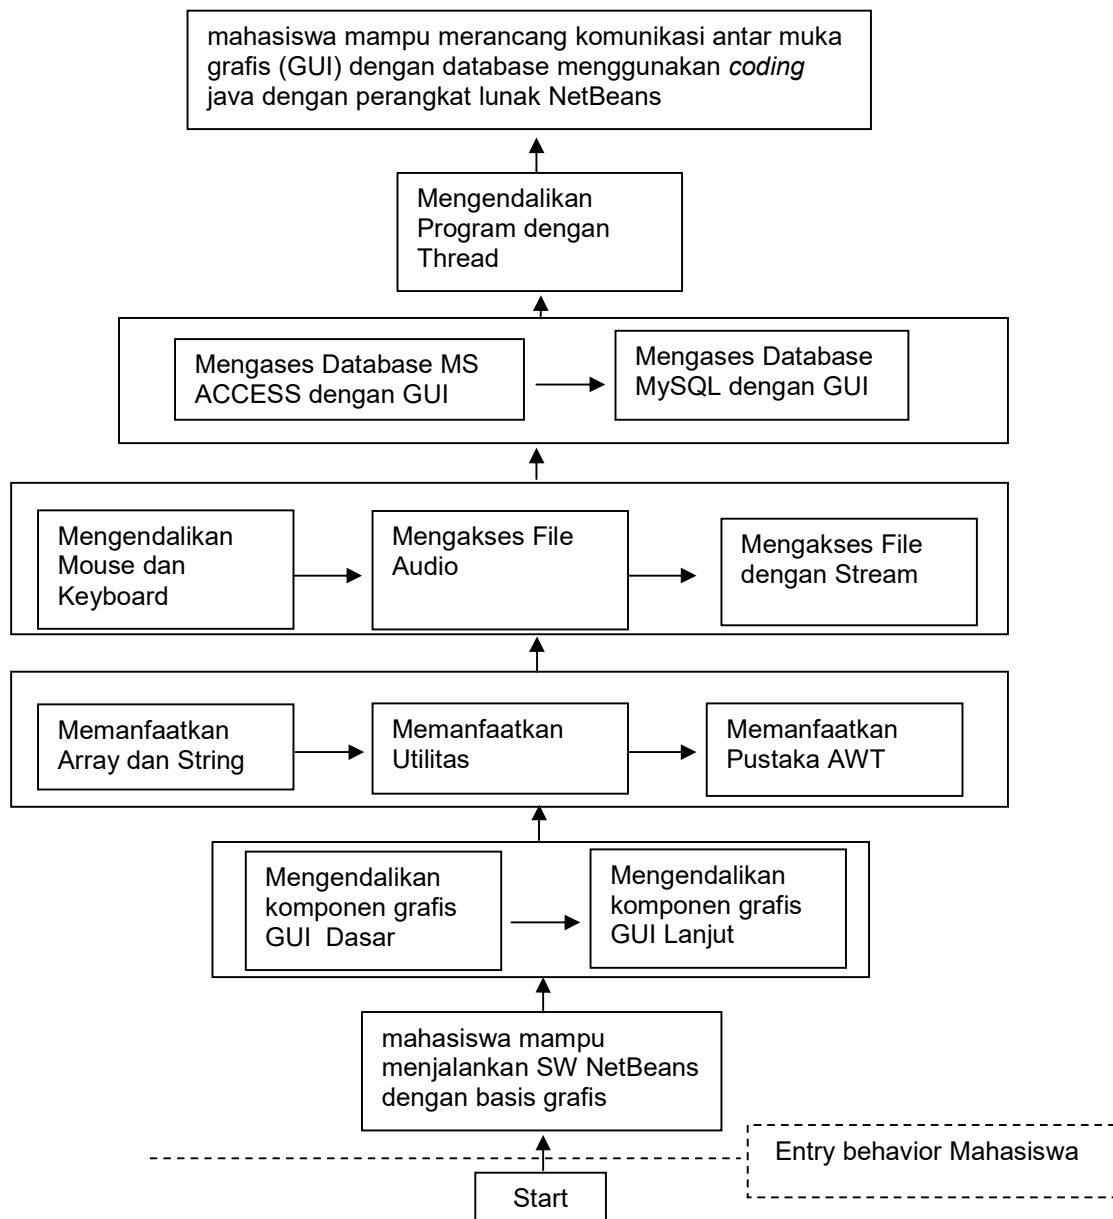 mahasiswa mampu merancang komunikasi antar muka
grafis (GUI) dengan database menggunakan coding
java dengan perangkat lunak NetBeans
Mengendalikan
Program dengan
Thread
Mengases Database MS
ACCESS dengan GUI
Mengases Database
MySQL dengan GUI
Mengendalikan
Mouse dan
Keyboard
Mengakses File
Audio
Mengakses File
dengan Stream
Memanfaatkan
Array dan String
Memanfaatkan
Utilitas
Memanfaatkan
Pustaka AWT
Mengendalikan
komponen grafis
GUI  Dasar
Mengendalikan
komponen grafis
GUI Lanjut
mahasiswa mampu
menjalankan SW NetBeans
dengan basis grafis
Entry behavior Mahasiswa
Start